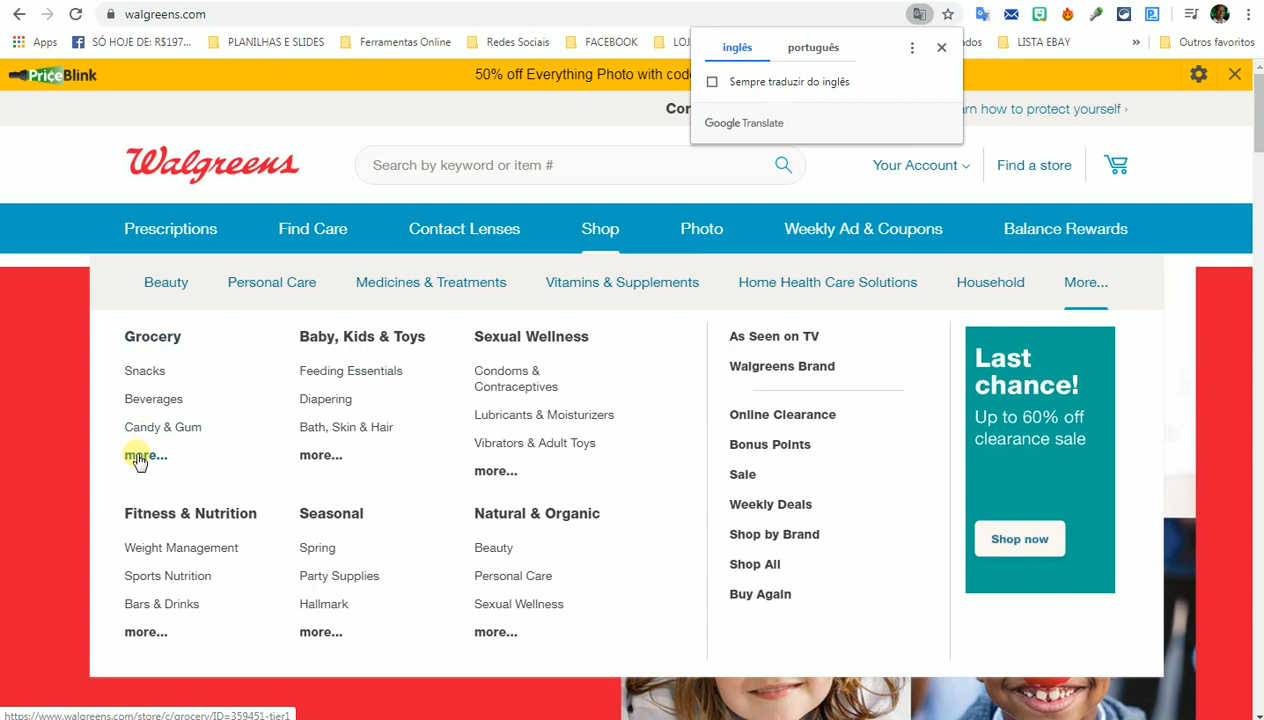 walgreens.com
Apps
SÓ HOJE DE: R$197...
PLANILHAS E SLIDES
Ferramentas Online
Redes Sociais
FACEBOOK
LOJ
ados
LISTA EBAY
»
Outros favoritos
inglês
português
Sempre traduzir do inglês
Google Translate
PriceBlink
50% off Everything Photo with code
Cor
arn how to protect yourself ›
Walgreens
Search by keyword or item #
Your Account
Find a store
Prescriptions
Find Care
Contact Lenses
Shop
Photo
Weekly Ad & Coupons
Balance Rewards
Beauty
Personal Care
Medicines & Treatments
Vitamins & Supplements
Home Health Care Solutions
Household
More...
Grocery
Snacks
Beverages
Candy & Gum
more...
Baby, Kids & Toys
Feeding Essentials
Diapering
Bath, Skin & Hair
more...
Sexual Wellness
Condoms &
Contraceptives
Lubricants & Moisturizers
Vibrators & Adult Toys
more...
Fitness & Nutrition
Weight Management
Sports Nutrition
Bars & Drinks
more...
Seasonal
Spring
Party Supplies
Hallmark
more...
Natural & Organic
Beauty
Personal Care
Sexual Wellness
more...
As Seen on TV
Walgreens Brand
Online Clearance
Bonus Points
Sale
Weekly Deals
Shop by Brand
Shop All
Buy Again
Last
chance!
Up to 60% off
clearance sale
Shop now
https://www.walgreens.com/store/c/grocery/ID=359451-tier1